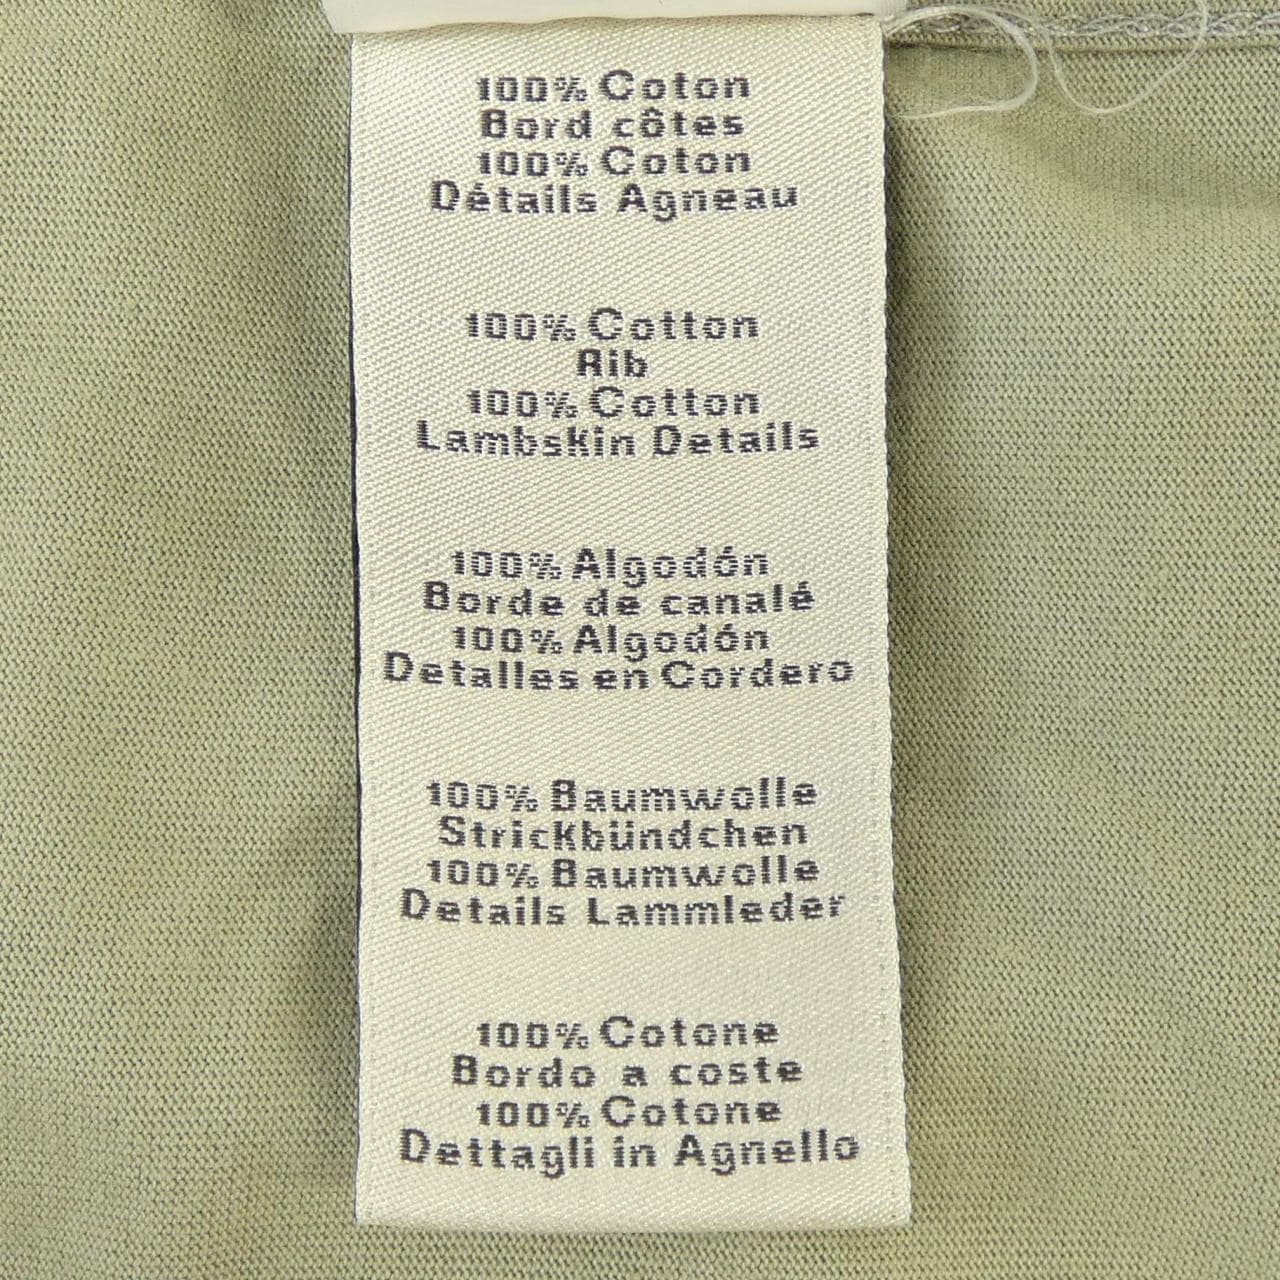 100% Coton
Bord côtes
100% Coton
Détails Agneau
100% Cotton
Rib
100% Cotton
Lambskin Details
100% Algodón
Borde de canalé
100% Algodón
Detalles en Cordero
100% Baumwolle
Strickbündchen
100% Baumwolle
Details Lammleder
100% Cotone
Bordo a coste
100% Cotone
Dettagli in Agnello